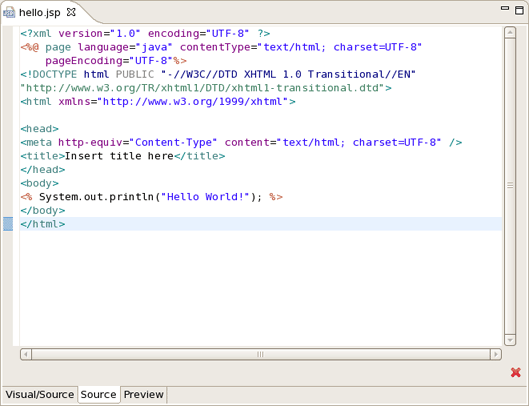 hello.jsp
<?xml version="1.0" encoding="UTF-8" ?>
<%@ page language="java" contentType="text/html; charset=UTF-8"
    pageEncoding="UTF-8"%>
<!DOCTYPE html PUBLIC "-//W3C//DTD XHTML 1.0 Transitional//EN"
"http://www.w3.org/TR/xhtml1/DTD/xhtml1-transitional.dtd">
<html xmlns="http://www.w3.org/1999/xhtml">

<head>
<meta http-equiv="Content-Type" content="text/html; charset=UTF-8" />
<title>Insert title here</title>
</head>
<body>
<% System.out.println("Hello World!"); %>
</body>
</html>
Visual/Source Source Preview